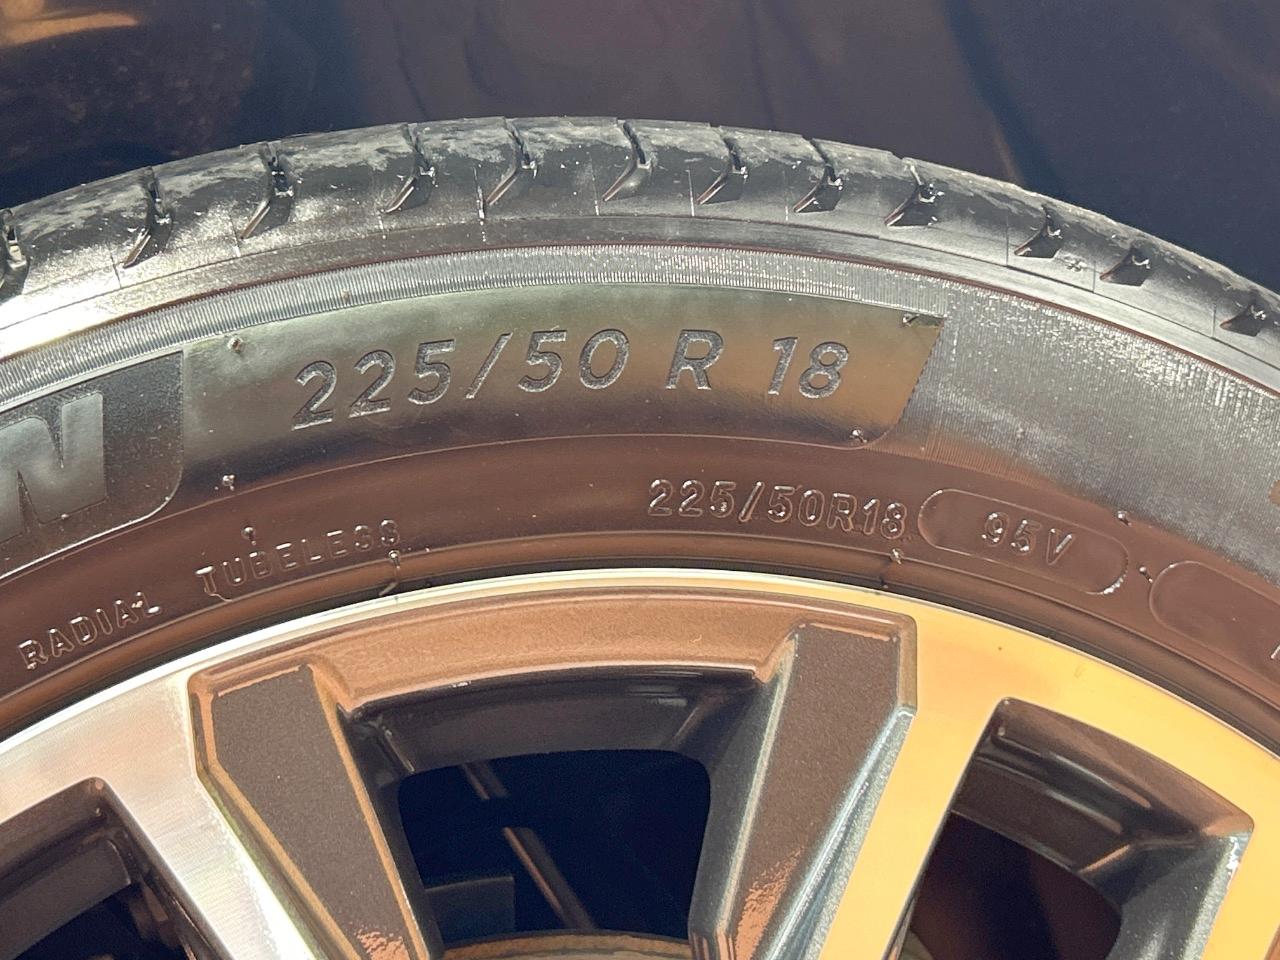 225/50 R 18
N
RADIAL TUBELESS 225/50R18 95V